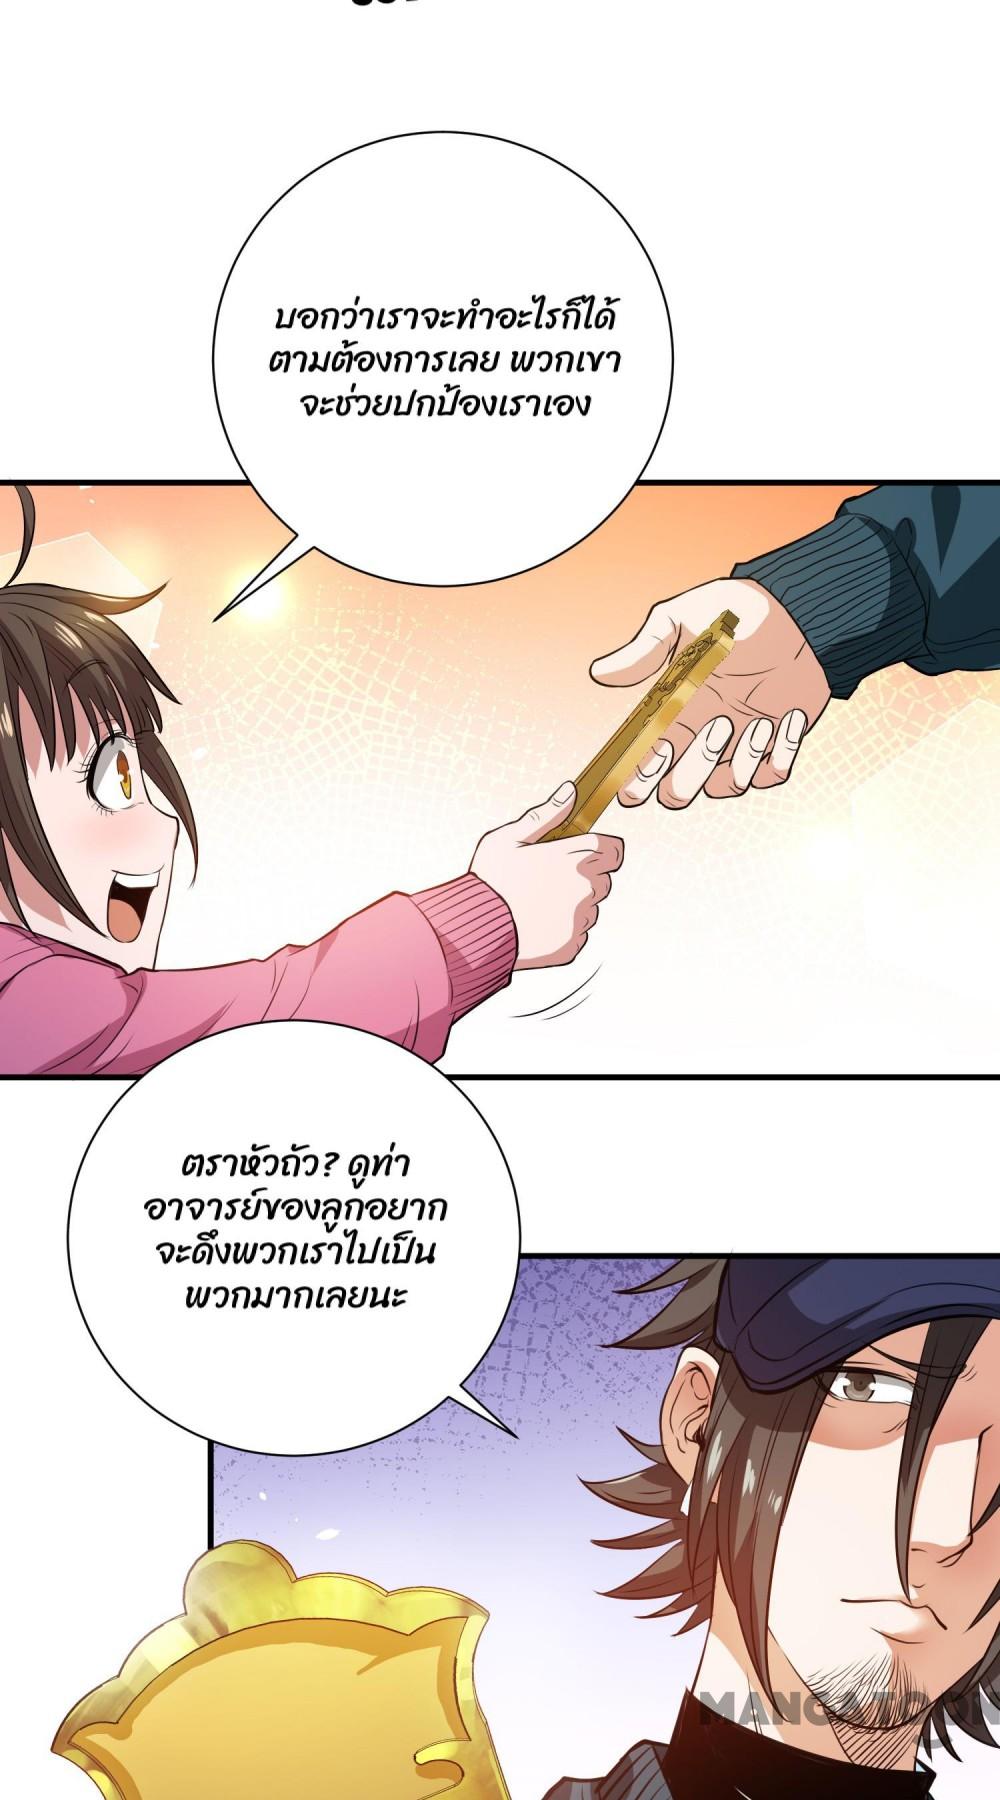 บอกว่าเราจะทำอะไรก็ได้
ตามต้องการเลย พวกเขา
จะช่วยปกป้องเราเอง
ตราหัวถัว? ดูท่า
อาจารย์ของลูกอยาก
จะดึงพวกเราไปเป็น
พวกมากเลยนะ
MANGATOON